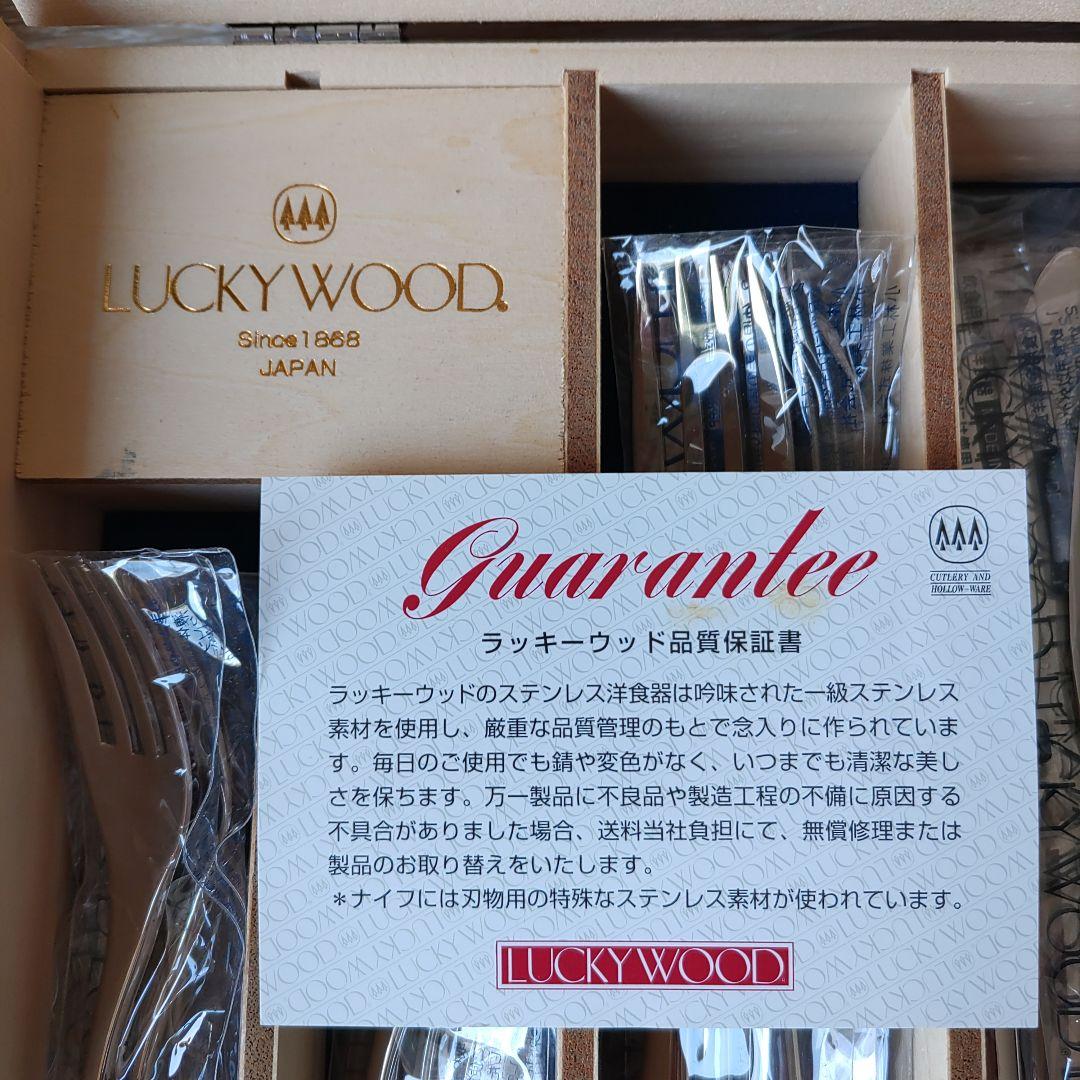 LUCKYWOOD®
Since1868
JAPAN
Guarantee
CUTLERY AND
HOLLOW-WARE
ラッキーウッド品質保証書
ラッキーウッドのステンレス洋食器は吟味された一級ステンレス
素材を使用し、厳重な品質管理のもとで念入りに作られていま
す。毎日のご使用でも錆や変色がなく、いつまでも清潔な美し
さを保ちます。万一製品に不良品や製造工程の不備に原因する
不具合がありました場合、送料当社負担にて、無償修理または
製品のお取り替えをいたします。
＊ナイフには刃物用の特殊なステンレス素材が使われています。
LUCKYWOOD®